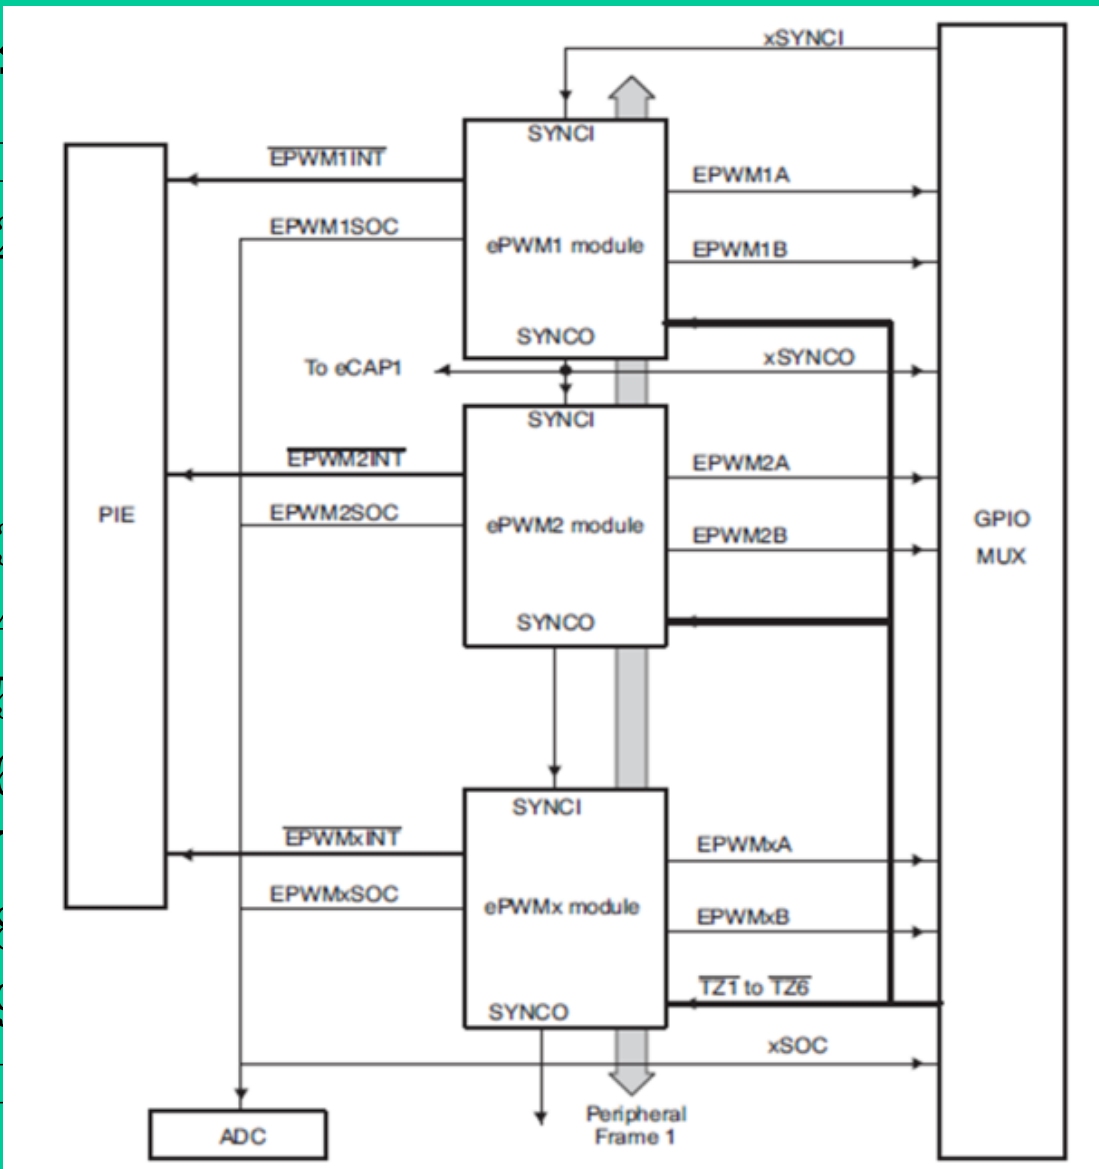 xSYNCI
SYNCI
EPWM1INT
EPWM1A
EPWM1SOC
ePWM1 module
EPWM1B
SYNCO
To eCAP1
xSYNCO
SYNCI
EPWM2INT
EPWM2A
PIE
EPWM2SOC
ePWM2 module
EPWM2B
GPIO
MUX
SYNCO
SYNCI
EPWMxINT
EPWMxA
EPWMxSOC
ePWMx module
EPWMxB
TZ1 to TZ6
SYNCO
xSOC
Peripheral
Frame 1
ADC